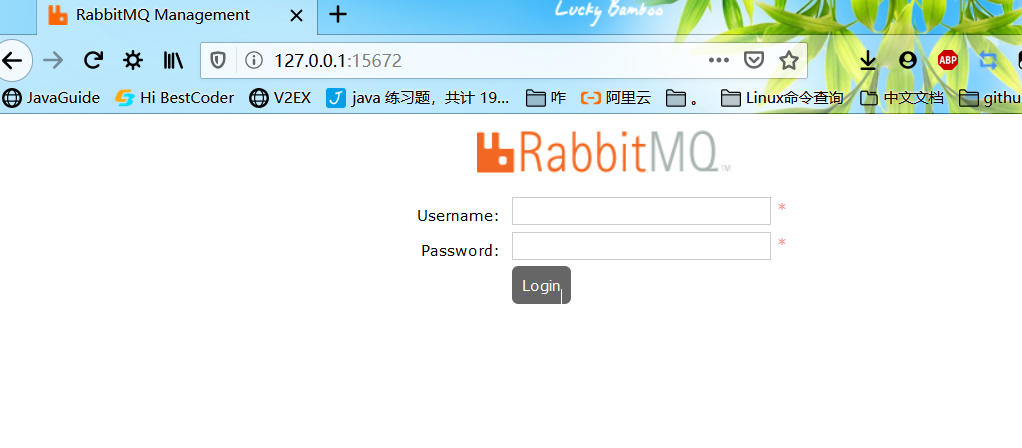 Lucky Bamboo
RabbitMQ Management
127.0.0.1:15672
ABP
JavaGuide Hi BestCoder V2EX java 练习题，共计 19... 咋 阿里云 。 Linux命令查询 中文文档 githu
RabbitMQ™
Username: *
Password: *
Login